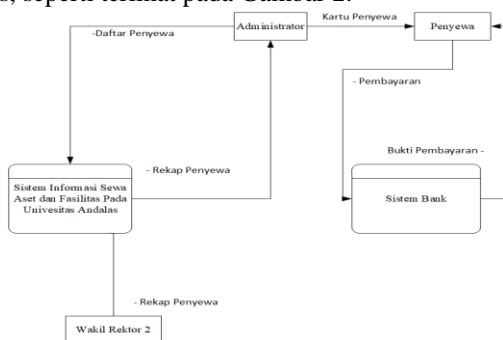 s, seperti terlihat pada Gambar 2.
Administrator
Kartu Penyewa
Penyewa
-Daftar Penyewa
- Pembayaran
Bukti Pembayaran -
- Rekap Penyewa
Sistem Informasi Sewa
Aset dan Fasilitas Pada
Univesitas Andalas
Sistem Bank
- Rekap Penyewa
Wakil Rektor 2